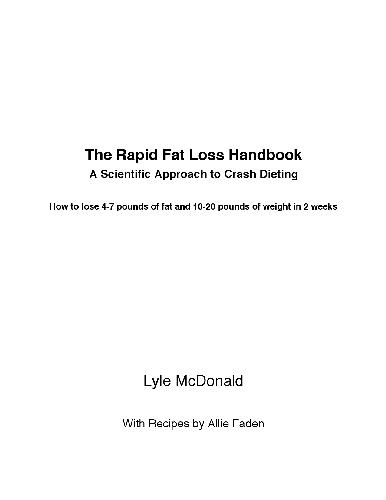 The Rapid Fat Loss Handbook
A Scientific Approach to Crash Dieting
How to lose 4-7 pounds of fat and 10-20 pounds of weight in 2 weeks
Lyle McDonald
With Recipes by Allie Faden